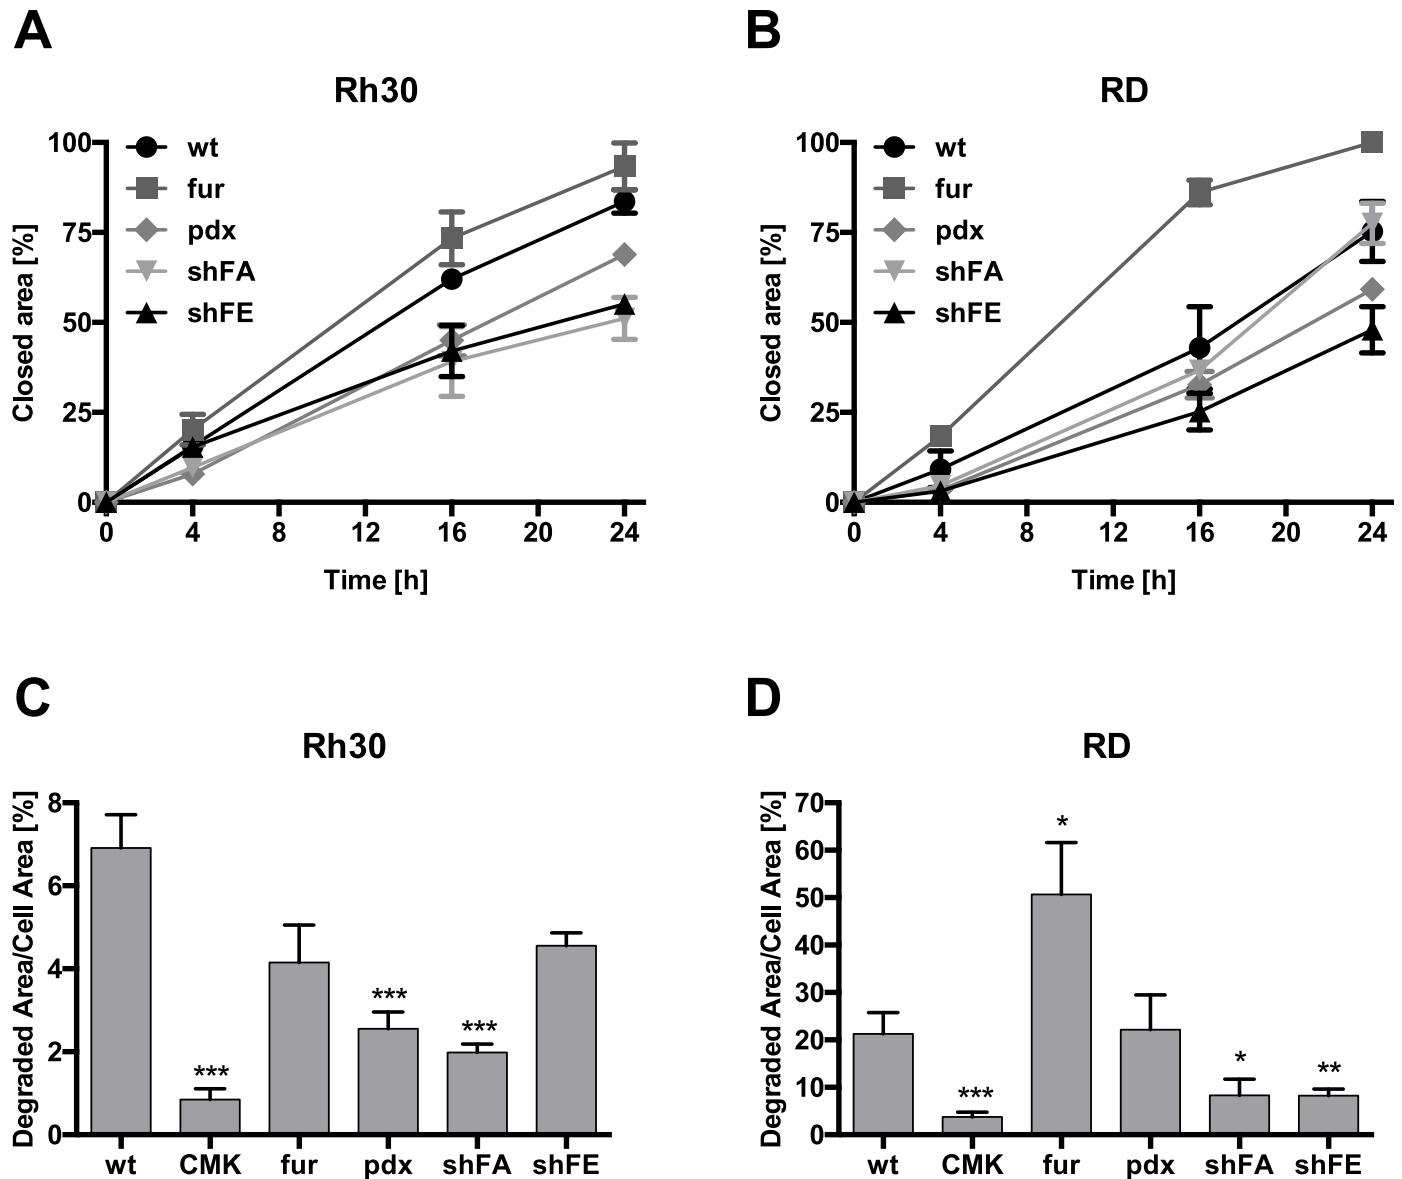 A
Rh30
100
75
50
25
0
Closed area [%]
wt
fur
pdx
shFA
shFE
0 4 8 12 16 20 24
Time [h]
B
RD
100
75
50
25
0
Closed area [%]
wt
fur
pdx
shFA
shFE
0 4 8 12 16 20 24
Time [h]
C
Rh30
8
6
4
2
0
Degraded Area/Cell Area [%]
***
***
***
wt CMK fur pdx shFA shFE
D
RD
70
60
50
40
30
20
10
0
Degraded Area/Cell Area [%]
***
*
*
**
wt CMK fur pdx shFA shFE